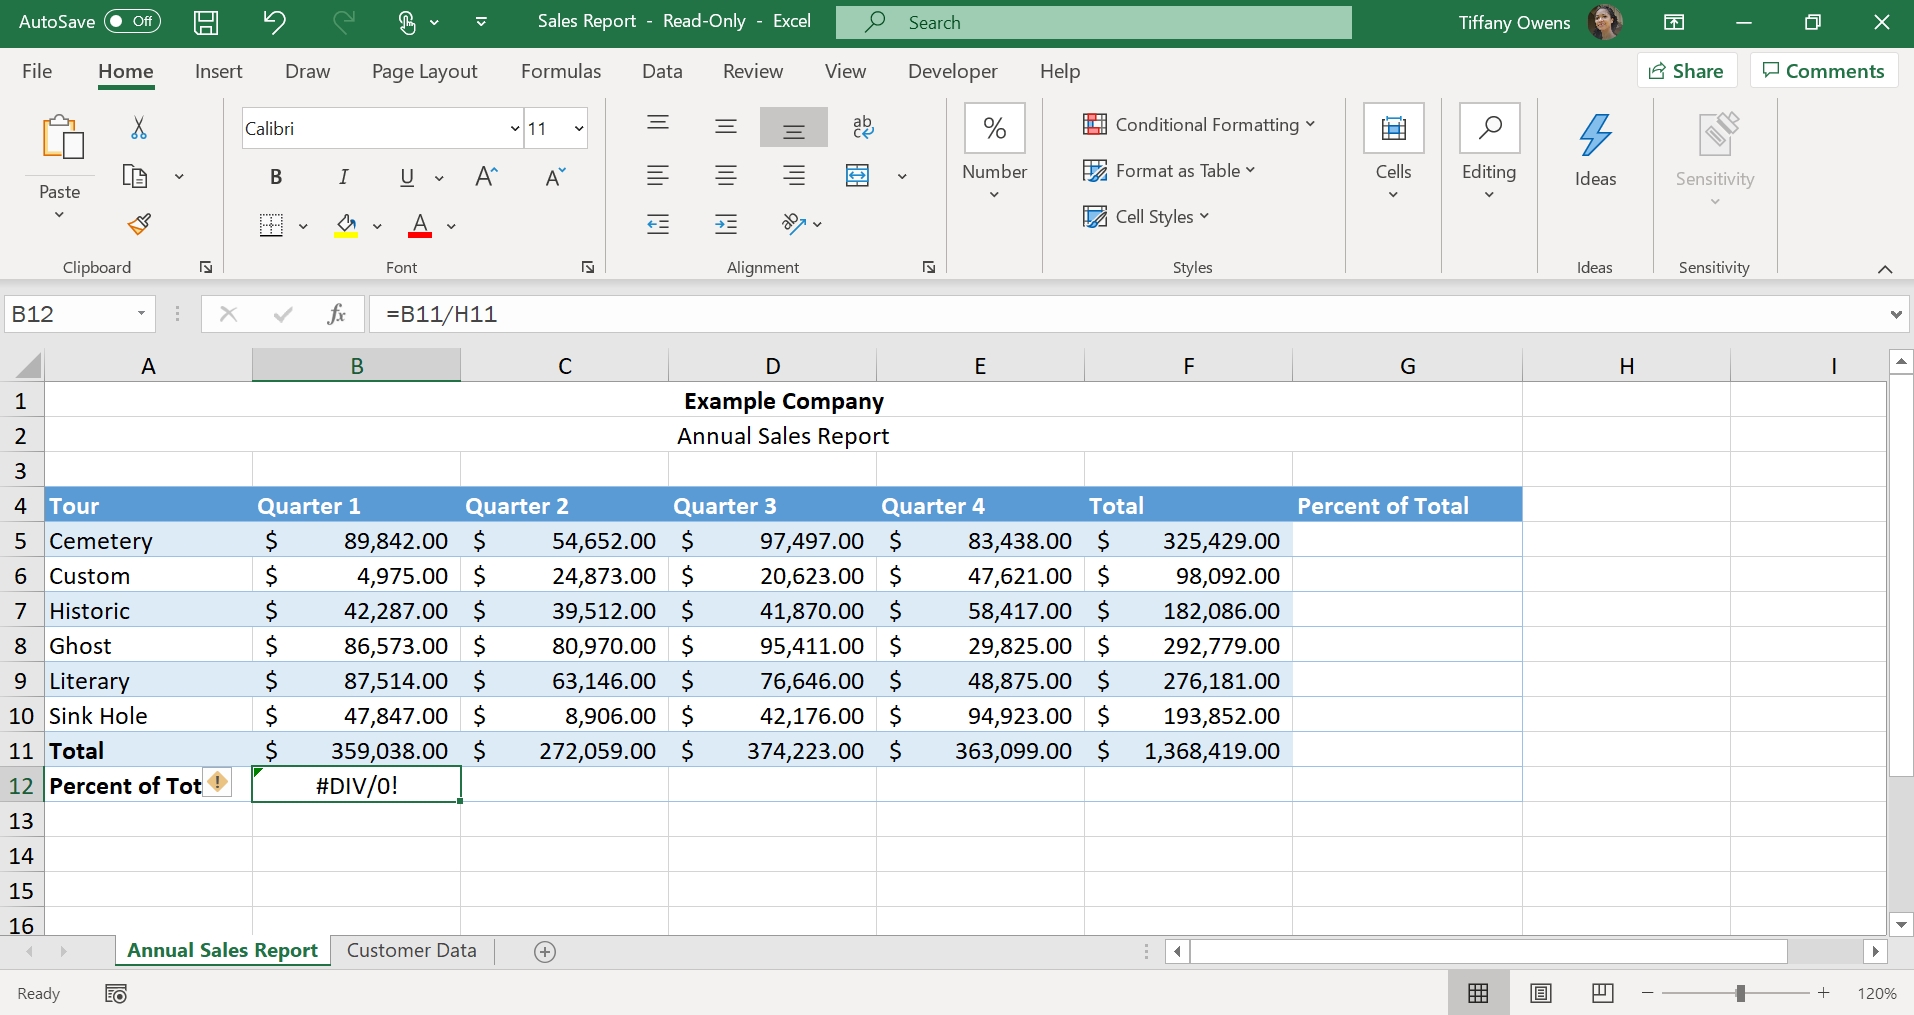 AutoSave Off Sales Report - Read-Only - Excel Search Tiffany Owens
File Home Insert Draw Page Layout Formulas Data Review View Developer Help Share Comments
Calibri 11 ab
c
% Conditional Formatting
Paste B I U A A Number Format as Table Cells Editing Ideas Sensitivity
A ab Cell Styles
Clipboard Font Alignment Styles Ideas Sensitivity
B12 fx =B11/H11
A B C D E F G H I
1 Example Company
2 Annual Sales Report
3
4 Tour Quarter 1 Quarter 2 Quarter 3 Quarter 4 Total Percent of Total
5 Cemetery $ 89,842.00 $ 54,652.00 $ 97,497.00 $ 83,438.00 $ 325,429.00
6 Custom $ 4,975.00 $ 24,873.00 $ 20,623.00 $ 47,621.00 $ 98,092.00
7 Historic $ 42,287.00 $ 39,512.00 $ 41,870.00 $ 58,417.00 $ 182,086.00
8 Ghost $ 86,573.00 $ 80,970.00 $ 95,411.00 $ 29,825.00 $ 292,779.00
9 Literary $ 87,514.00 $ 63,146.00 $ 76,646.00 $ 48,875.00 $ 276,181.00
10 Sink Hole $ 47,847.00 $ 8,906.00 $ 42,176.00 $ 94,923.00 $ 193,852.00
11 Total $ 359,038.00 $ 272,059.00 $ 374,223.00 $ 363,099.00 $ 1,368,419.00
12 Percent of Tot ! #DIV/0!
13
14
15
16
Annual Sales Report Customer Data
Ready 120%